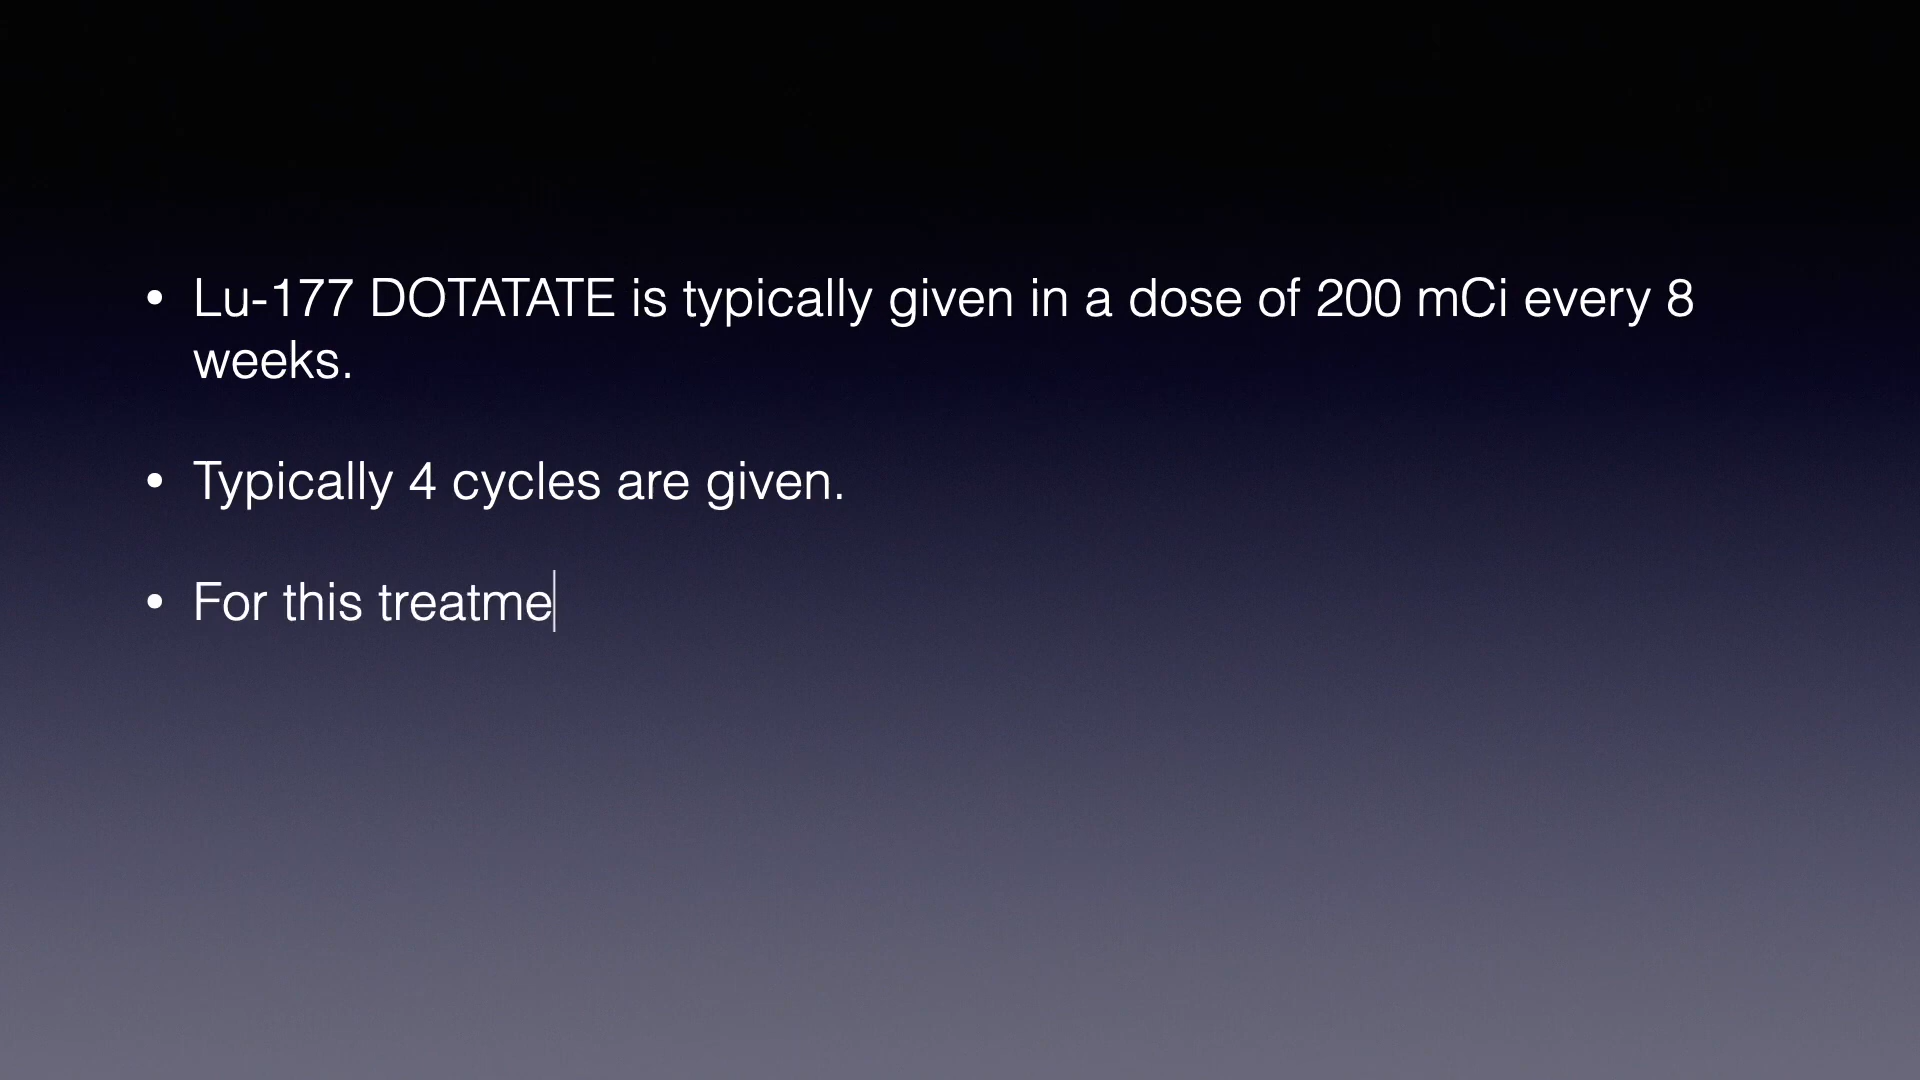 • Lu-177 DOTATATE is typically given in a dose of 200 mCi every 8
weeks.
• Typically 4 cycles are given.
• For this treatme